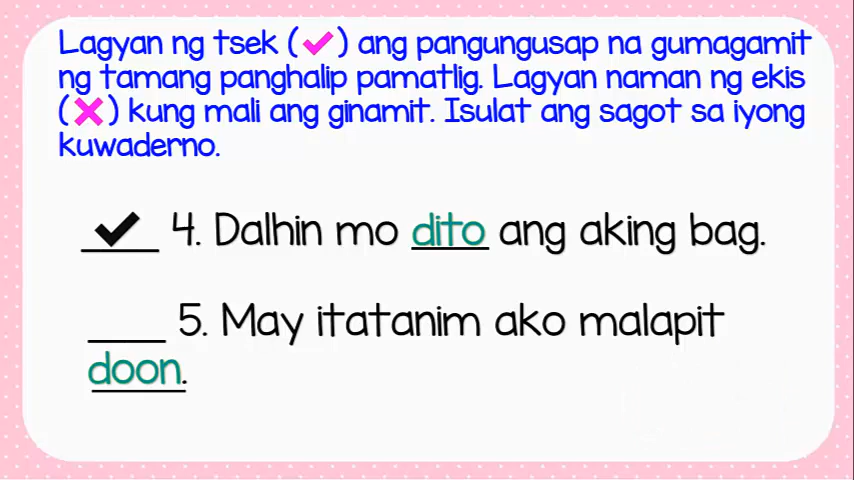 Lagyan ng tsek (✔) ang pangungusap na gumagamit
ng tamang panghalip pamatlig. Lagyan naman ng ekis
(✖) kung mali ang ginamit. Isulat ang sagot sa iyong
kuwaderno.
✔ 4. Dalhin mo dito ang aking bag.
____ 5. May itatanim ako malapit
doon.